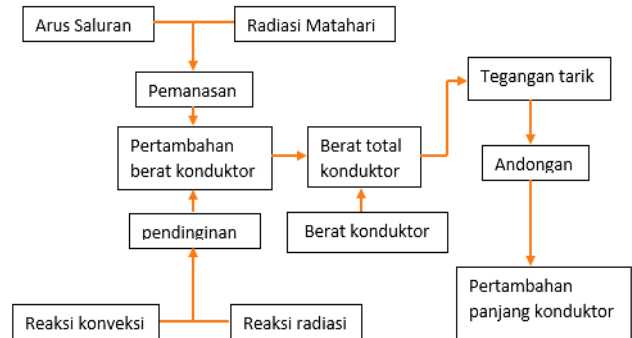 Arus Saluran
Radiasi Matahari
Pemanasan
Pertambahan
berat konduktor
Berat total
konduktor
Tegangan tarik
Andongan
pendinginan
Berat konduktor
Pertambahan
panjang konduktor
Reaksi konveksi
Reaksi radiasi